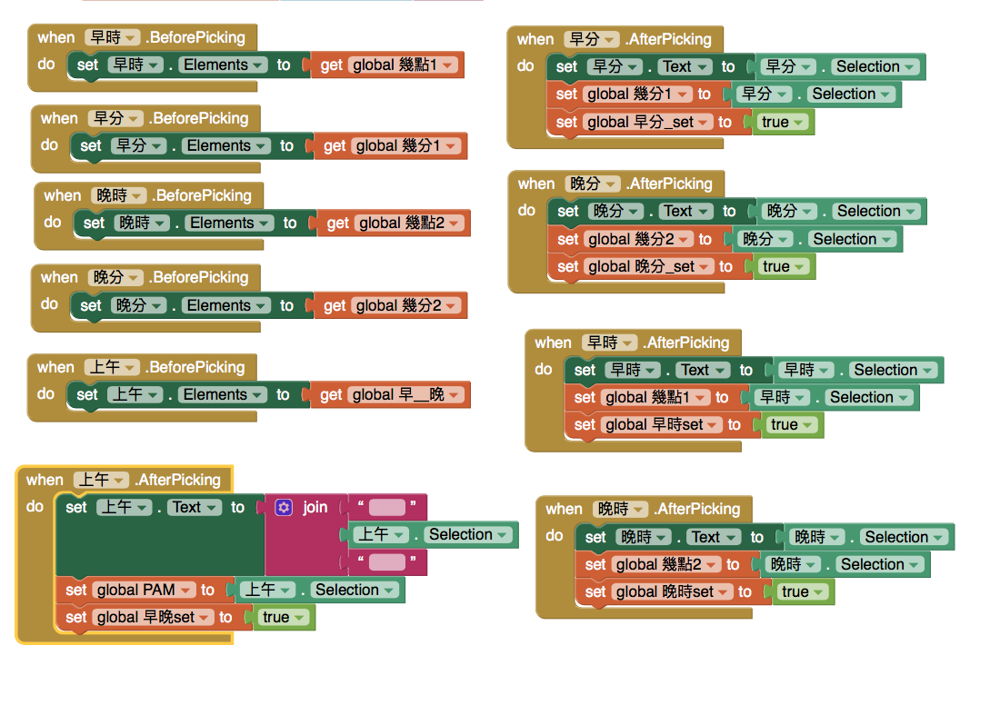 when 早時 .BeforePicking
do set 早時 . Elements to get global 幾點1
when 早分 .BeforePicking
do set 早分 . Elements to get global 幾分1
when 晚時 .BeforePicking
do set 晚時 . Elements to get global 幾點2
when 晚分 .BeforePicking
do set 晚分 . Elements to get global 幾分2
when 上午 .BeforePicking
do set 上午 . Elements to get global 早__晚
when 上午 .AfterPicking
do set 上午 . Text to join “ ”
上午 . Selection
“ ”
set global PAM to 上午 . Selection
set global 早晚set to true
when 早分 .AfterPicking
do set 早分 . Text to 早分 . Selection
set global 幾分1 to 早分 . Selection
set global 早分_set to true
when 晚分 .AfterPicking
do set 晚分 . Text to 晚分 . Selection
set global 幾分2 to 晚分 . Selection
set global 晚分_set to true
when 早時 .AfterPicking
do set 早時 . Text to 早時 . Selection
set global 幾點1 to 早時 . Selection
set global 早時set to true
when 晚時 .AfterPicking
do set 晚時 . Text to 晚時 . Selection
set global 幾點2 to 晚時 . Selection
set global 晚時set to true